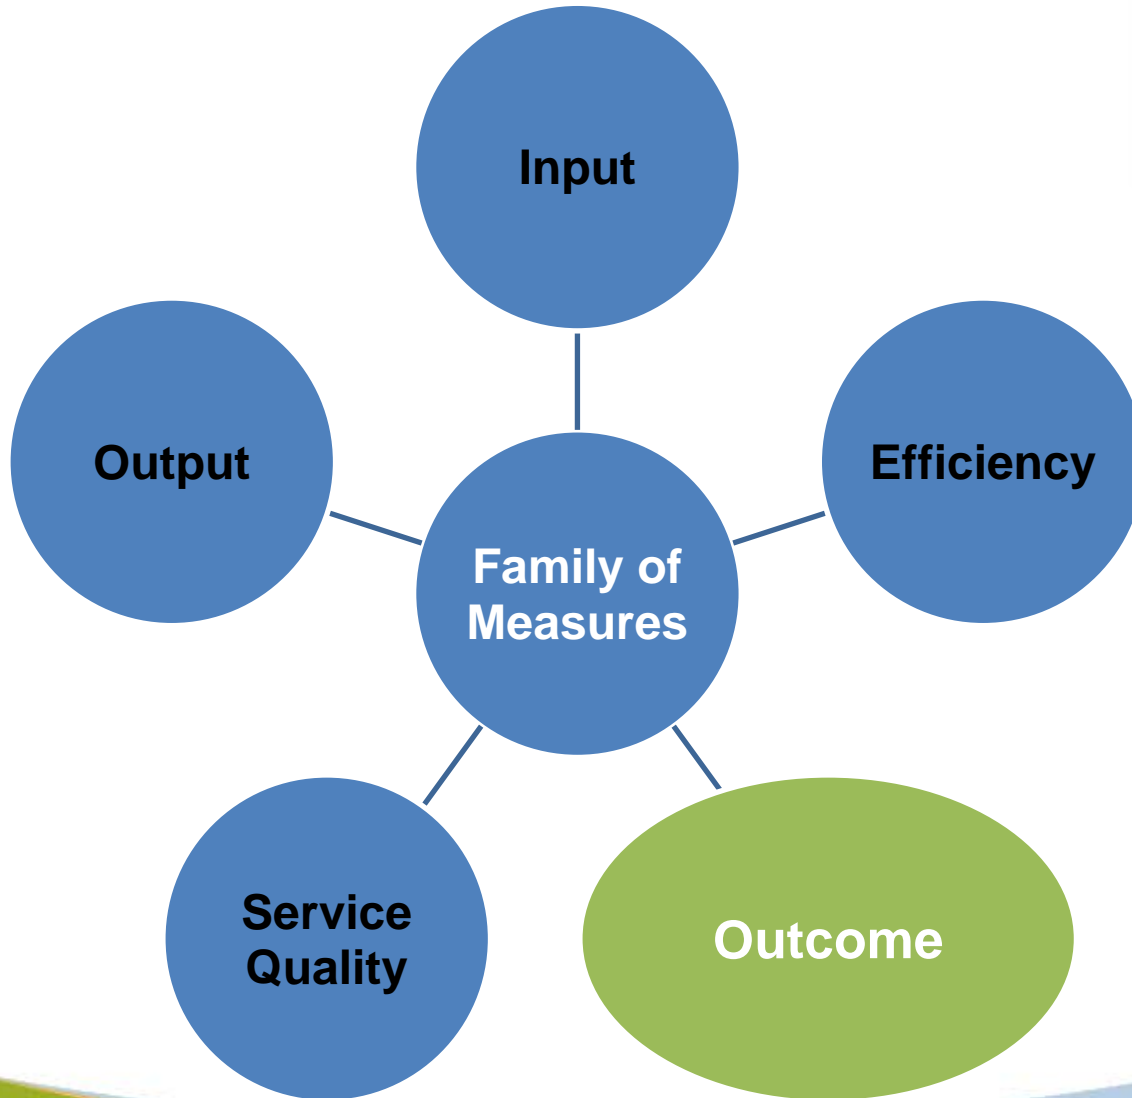 Input
Output
Efficiency
Family of
Measures
Service
Quality
Outcome